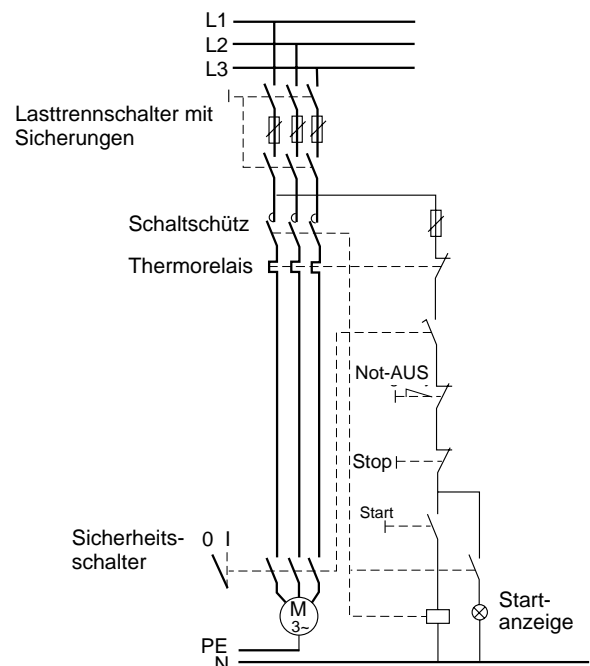 L1
L2
L3
Lasttrennschalter mit
Sicherungen
Schaltschütz
Thermorelais
Not-AUS
Stop
Start
Sicherheits-
schalter
0 I
M
3~
Start-
anzeige
PE
N